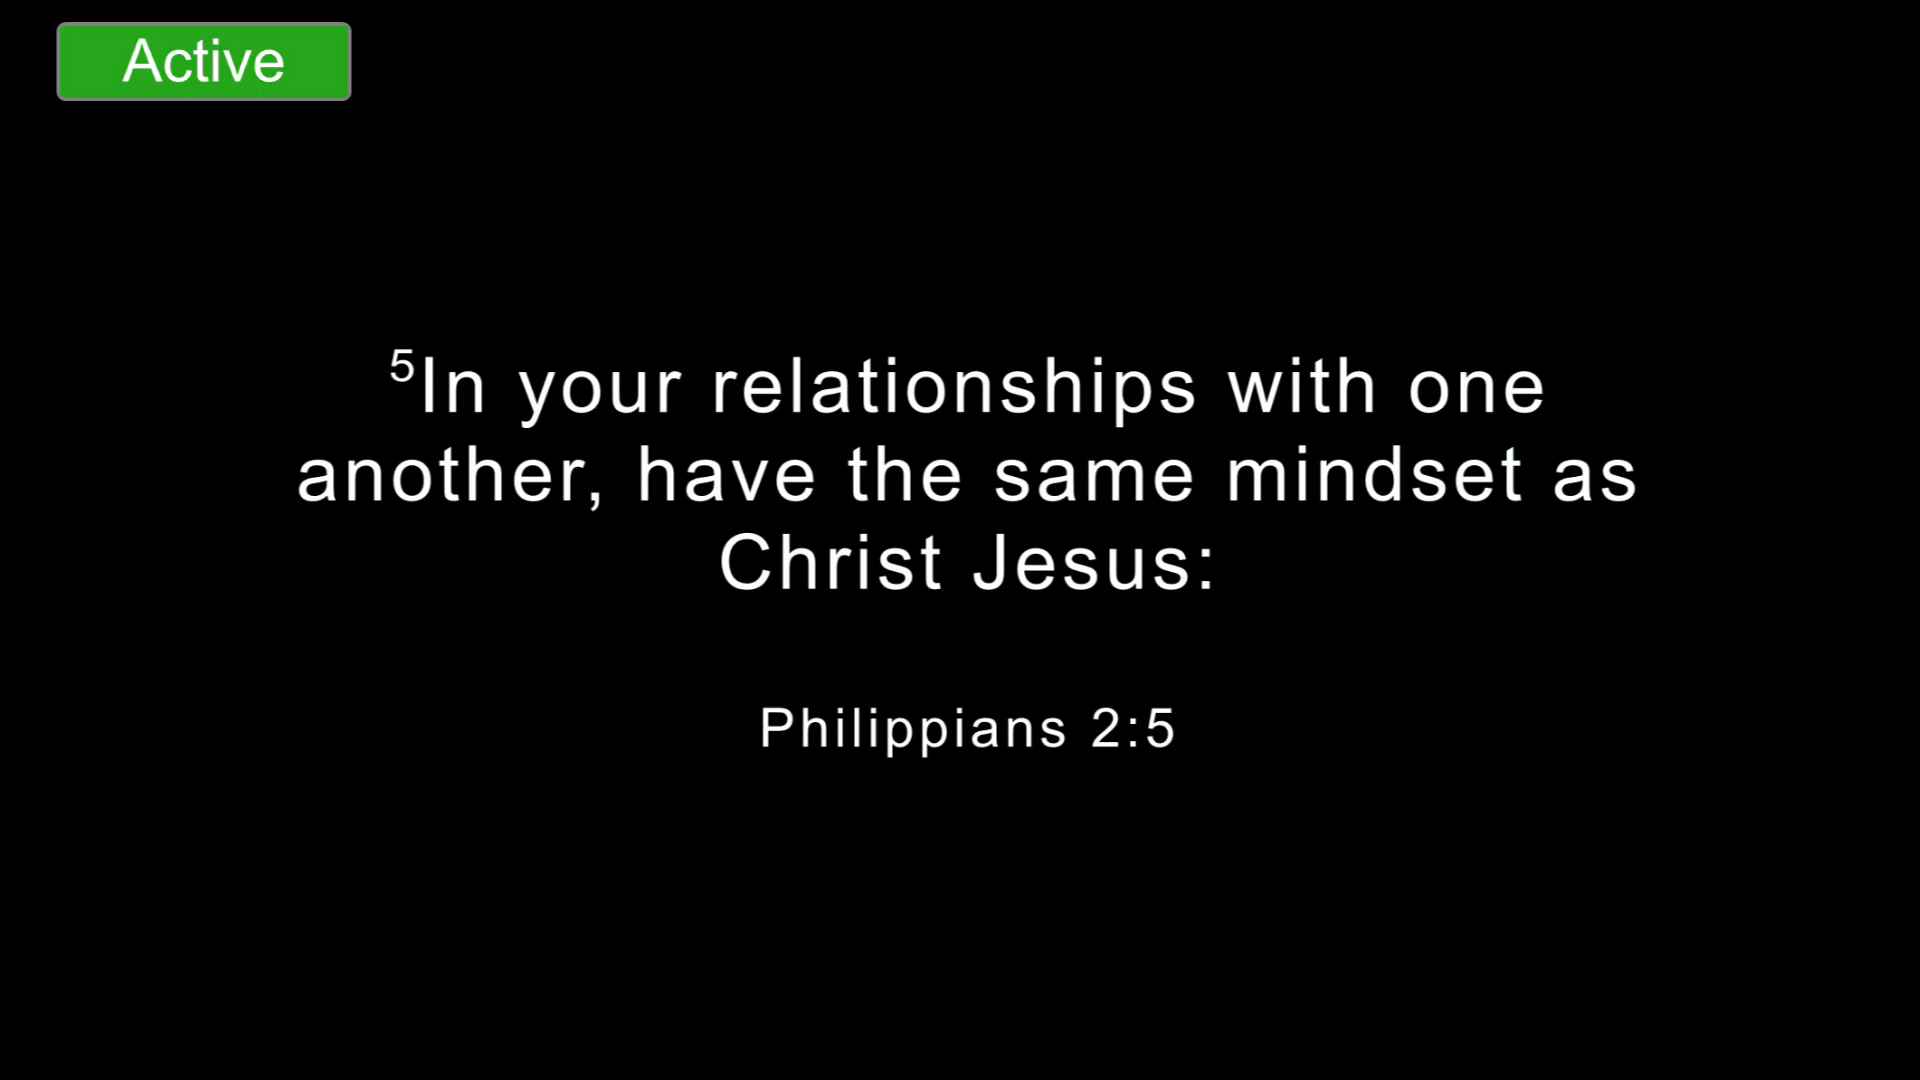 Active
⁵In your relationships with one
another, have the same mindset as
Christ Jesus:
Philippians 2:5